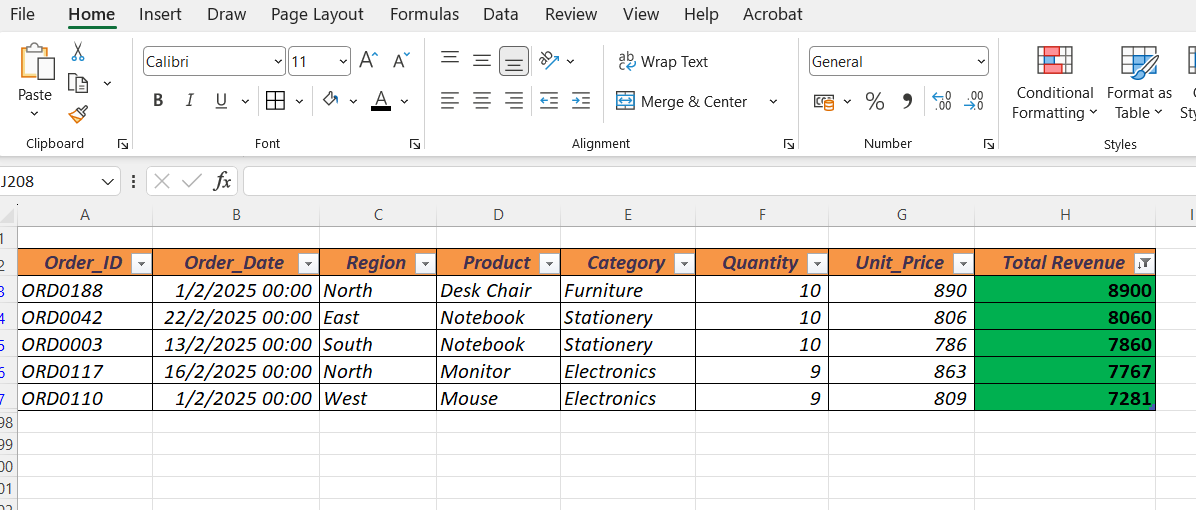 File Home Insert Draw Page Layout Formulas Data Review View Help Acrobat
Calibri 11 Wrap Text General
Paste B I U A Merge & Center % Conditional Formatting Format as Table
Clipboard Font Alignment Number Styles
J208 fx
A B C D E F G H I
Order_ID Order_Date Region Product Category Quantity Unit_Price Total Revenue
ORD0188 1/2/2025 00:00 North Desk Chair Furniture 10 890 8900
ORD0042 22/2/2025 00:00 East Notebook Stationery 10 806 8060
ORD0003 13/2/2025 00:00 South Notebook Stationery 10 786 7860
ORD0117 16/2/2025 00:00 North Monitor Electronics 9 863 7767
ORD0110 1/2/2025 00:00 West Mouse Electronics 9 809 7281